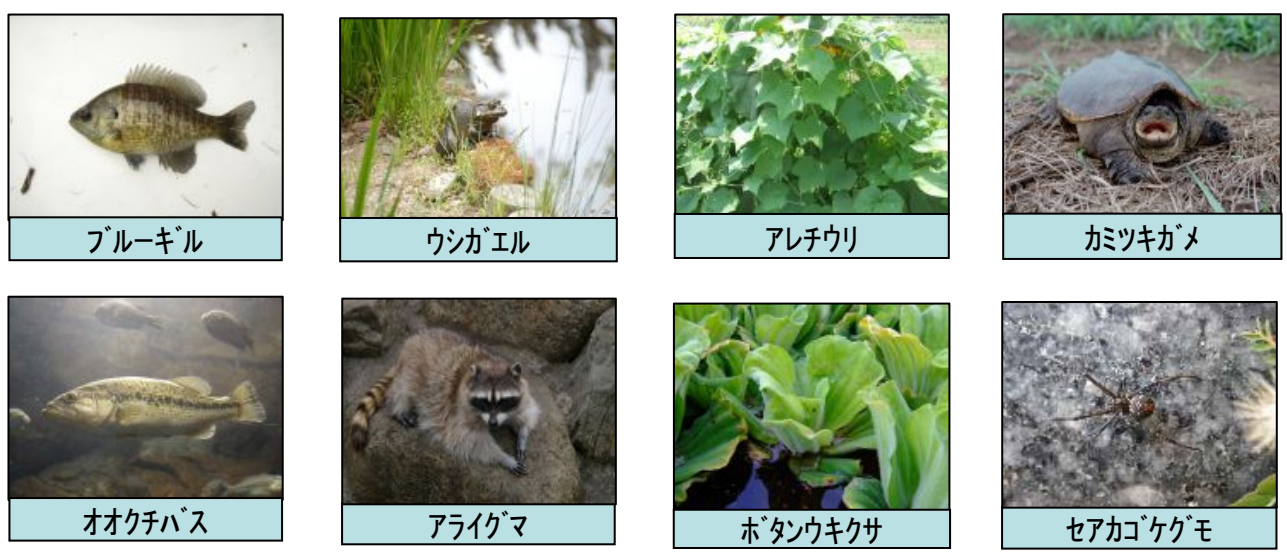 ブルーギル
ウシガエル
アレチウリ
カミツキガメ
オオクチバス
アライグマ
ボタンウキクサ
セアカゴケグモ